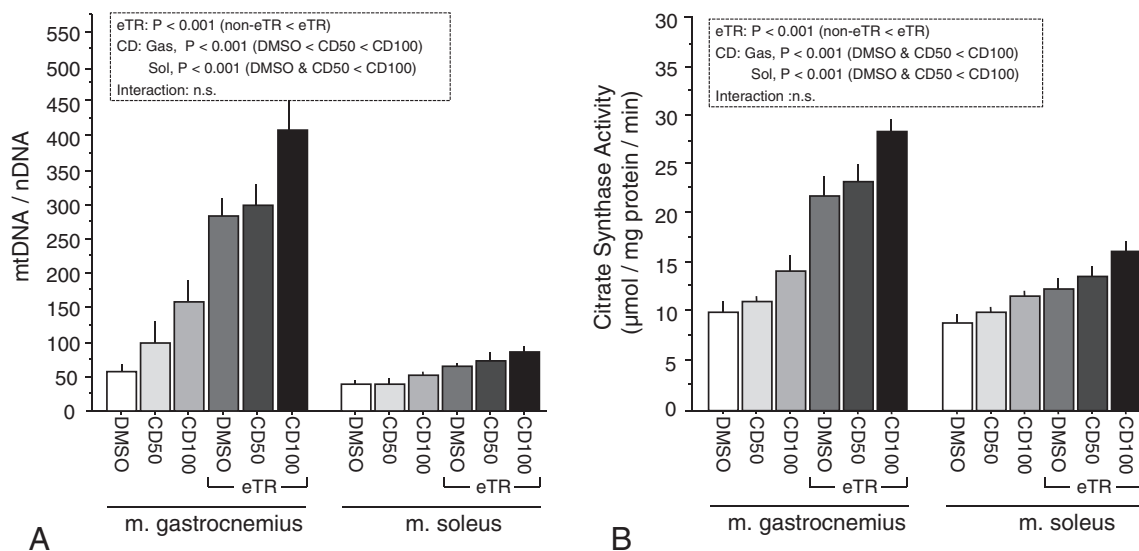 eTR: P < 0.001 (non-eTR < eTR)
CD: Gas, P < 0.001 (DMSO < CD50 < CD100)
Sol, P < 0.001 (DMSO & CD50 < CD100)
Interaction: n.s.
mtDNA / nDNA
550
500
450
400
350
300
250
200
150
100
50
0
DMSO
CD50
CD100
DMSO
CD50
CD100
DMSO
CD50
CD100
DMSO
CD50
CD100
eTR
eTR
m. gastrocnemius
m. soleus
A
eTR: P < 0.001 (non-eTR < eTR)
CD: Gas, P < 0.001 (DMSO & CD50 < CD100)
Sol, P < 0.001 (DMSO & CD50 < CD100)
Interaction :n.s.
Citrate Synthase Activity
(μmol / mg protein / min)
30
35
30
25
20
15
10
5
0
DMSO
CD50
CD100
DMSO
CD50
CD100
DMSO
CD50
CD100
DMSO
CD50
CD100
eTR
eTR
m. gastrocnemius
m. soleus
B